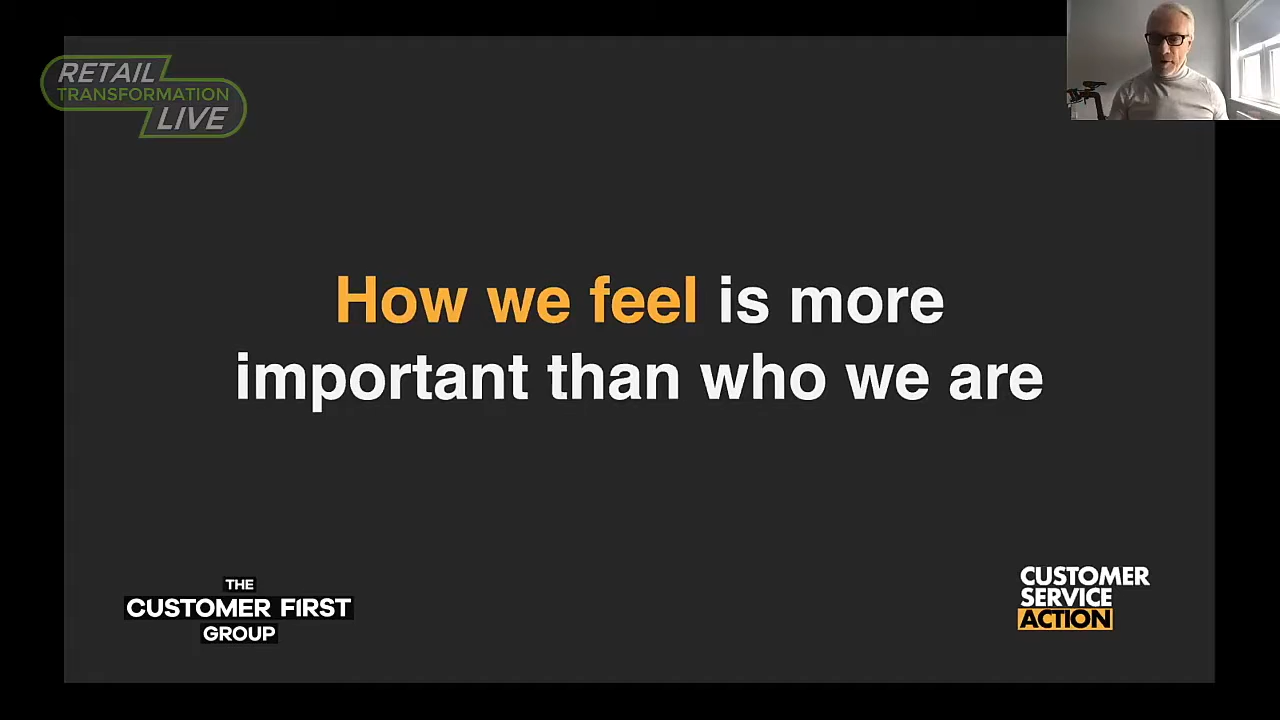 RETAIL
TRANSFORMATION
LIVE
How we feel is more
important than who we are
THE
CUSTOMER FIRST
GROUP
CUSTOMER
SERVICE
ACTION